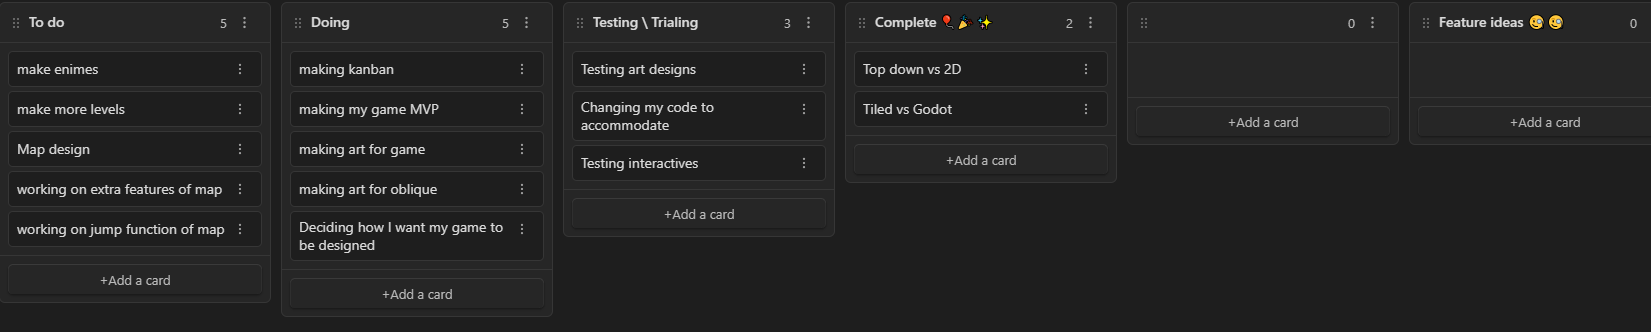 To do 5
make enimes
make more levels
Map design
working on extra features of map
working on jump function of map
+Add a card
Doing 5
making kanban
making my game MVP
making art for game
making art for oblique
Deciding how I want my game to
be designed
+Add a card
Testing \ Trialing 3
Testing art designs
Changing my code to
accommodate
Testing interactives
+Add a card
Complete 🎈🎉✨ 2
Top down vs 2D
Tiled vs Godot
+Add a card
0
+Add a card
Feature ideas 🧐🧐 0
+Add a card